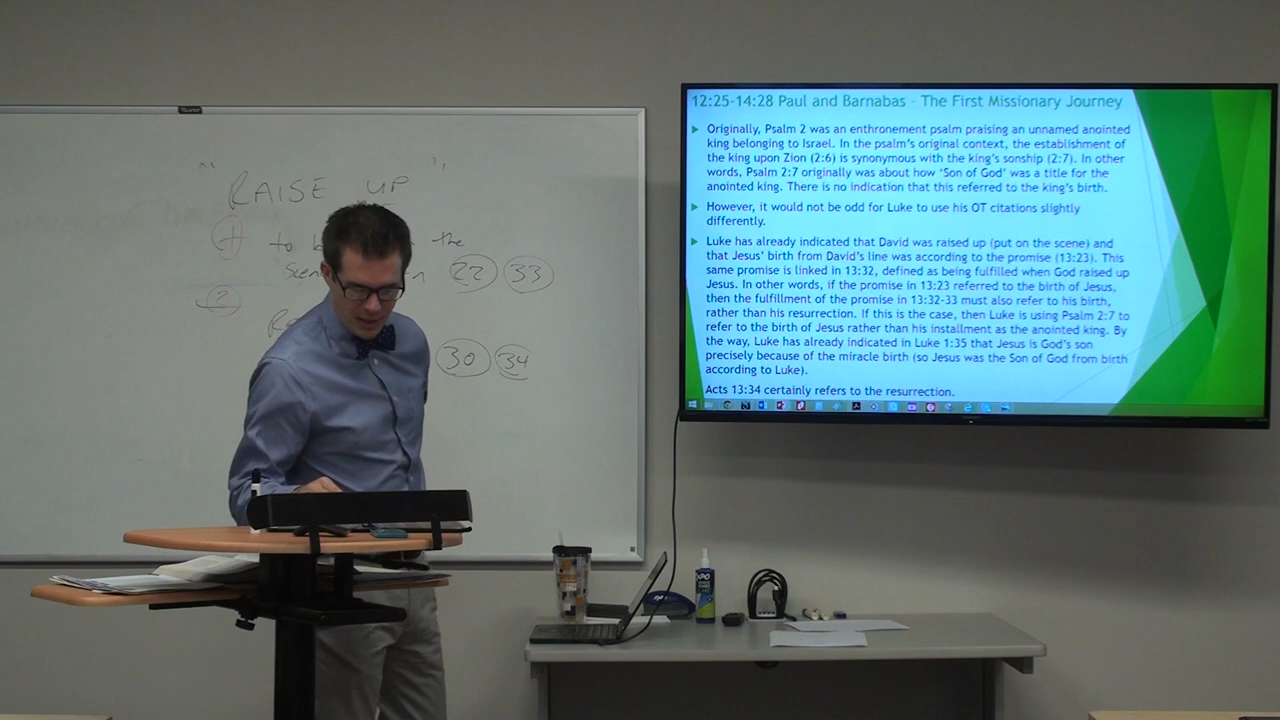 RAISE UP
1 to b the
Scen n 22 33
2
30 34
12:25-14:28 Paul and Barnabas - The First Missionary Journey
Originally, Psalm 2 was an enthronement psalm praising an unnamed anointed
king belonging to Israel. In the psalm's original context, the establishment of
the king upon Zion (2:6) is synonymous with the king's sonship (2:7). In other
words, Psalm 2:7 originally was about how 'Son of God' was a title for the
anointed king. There is no indication that this referred to the king's birth.
However, it would not be odd for Luke to use his OT citations slightly
differently.
Luke has already indicated that David was raised up (put on the scene) and
that Jesus' birth from David's line was according to the promise (13:23). This
same promise is linked in 13:32, defined as being fulfilled when God raised up
Jesus. In other words, if the promise in 13:23 referred to the birth of Jesus,
then the fulfillment of the promise in 13:32-33 must also refer to his birth,
rather than his resurrection. If this is the case, then Luke is using Psalm 2:7 to
refer to the birth of Jesus rather than his installment as the anointed king. By
the way, Luke has already indicated in Luke 1:35 that Jesus is God's son
precisely because of the miracle birth (so Jesus was the Son of God from birth
according to Luke).
Acts 13:34 certainly refers to the resurrection.